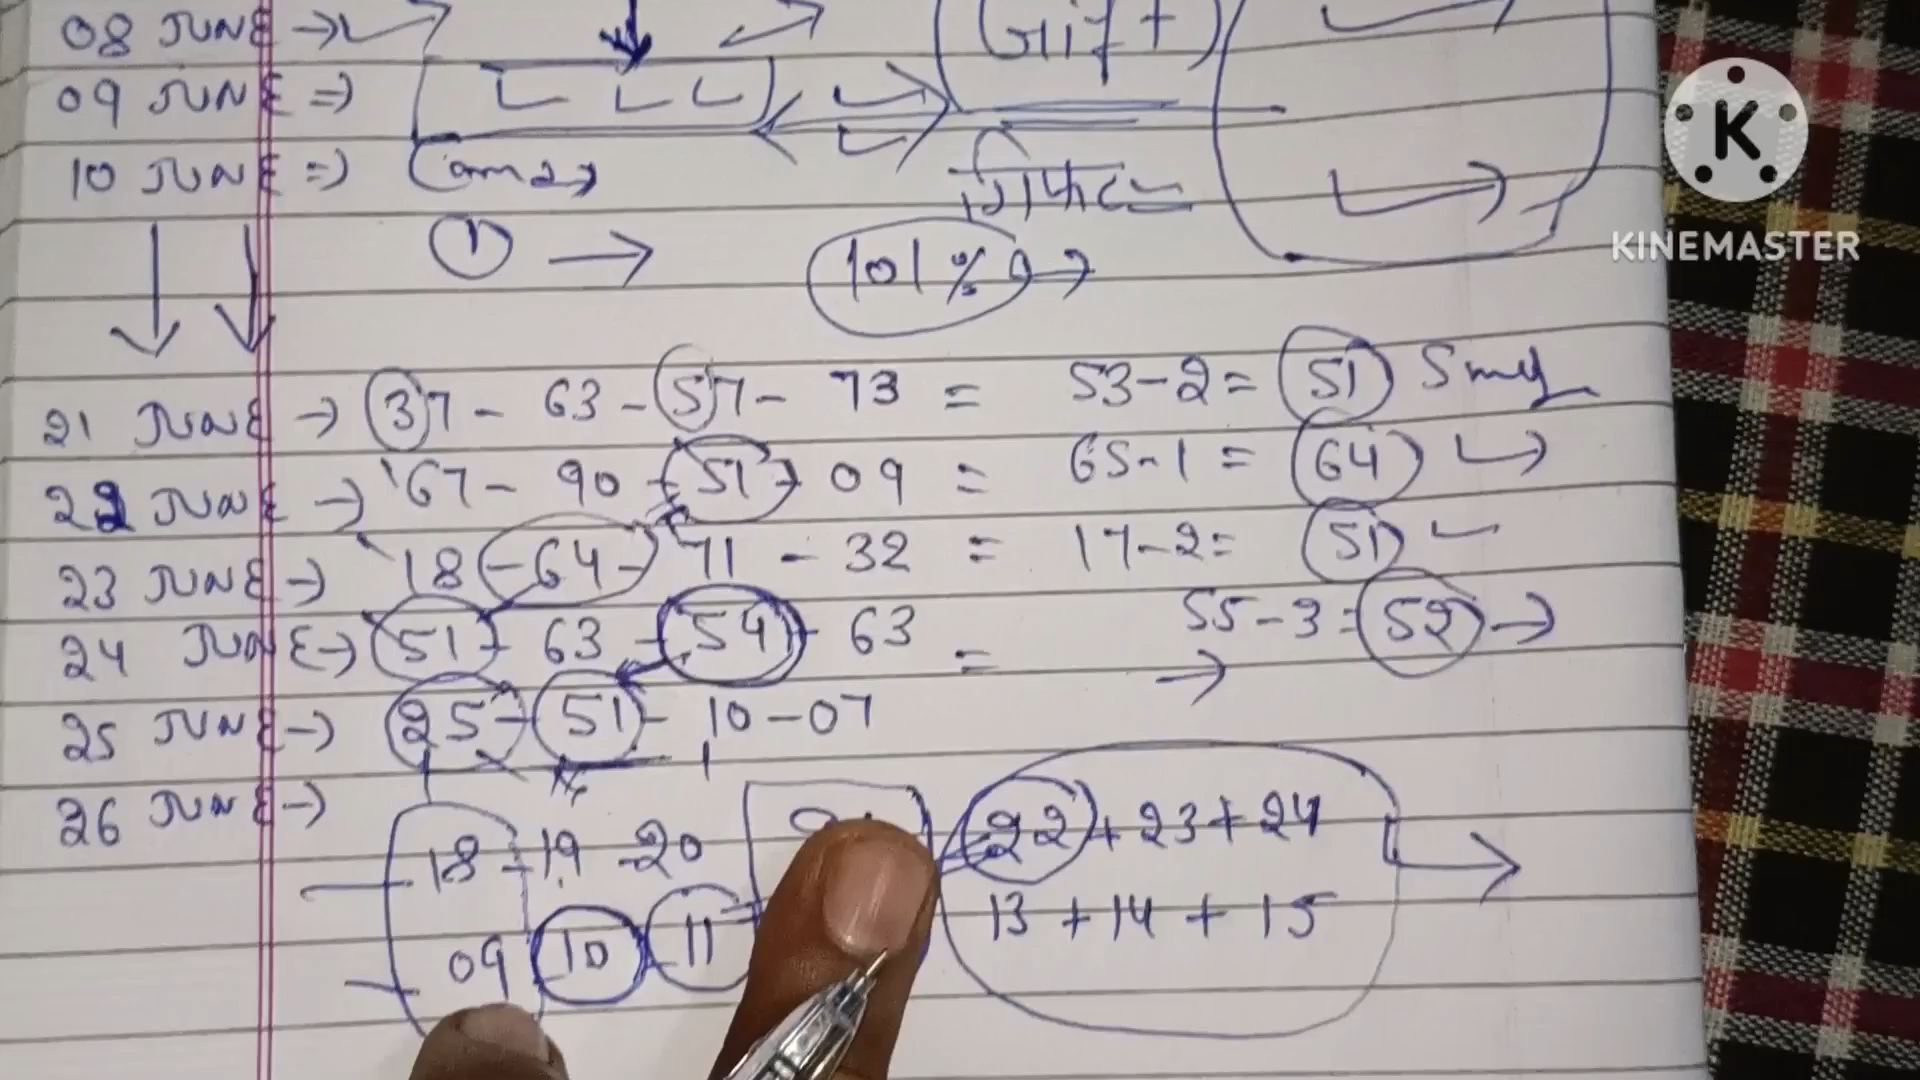 08 JUNE →
Gift
09 JUNE ⇒
10 JUNE ⇒
1 →
101% →
K
KINEMASTER
21 JUNE → 37 - 63 - 57 - 73 = 53-2= 51
22 JUNE → 67 - 90 - 51 - 09 = 65-1 = 64
23 JUNE → 18 - 64 - 71 - 32 = 17-2= 51
24 JUNE → 51 - 63 - 54 - 63 = 55-3 = 52 →
25 JUNE → 25 - 51 - 10 - 07
26 JUNE →
18 - 19 - 20 22 + 23 + 24
09 10 11 13 + 14 + 15